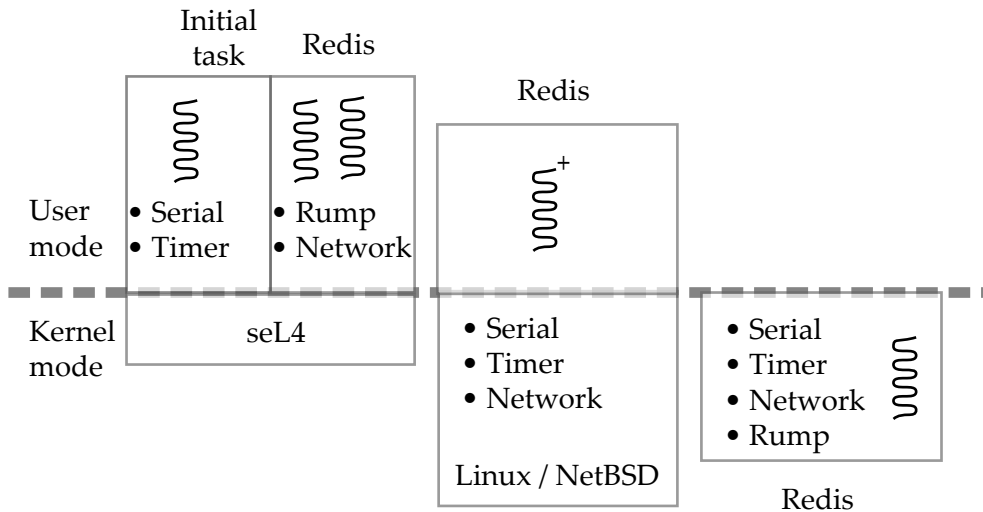 Initial
task
Redis
Redis
User
mode
• Serial
• Timer
• Rump
• Network
+
Kernel
mode
seL4
• Serial
• Timer
• Network
Linux / NetBSD
• Serial
• Timer
• Network
• Rump
Redis